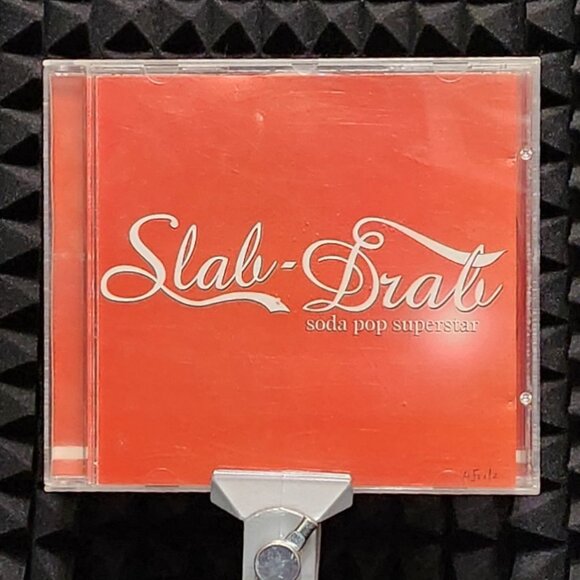 Slab-Drab
soda pop superstar